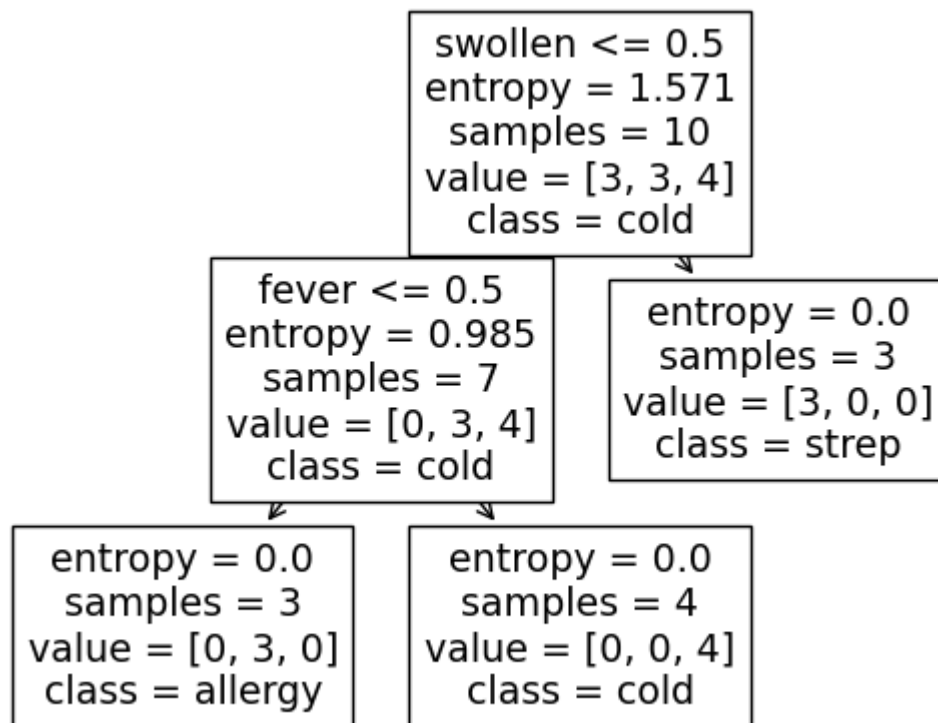 swollen <= 0.5
entropy = 1.571
samples = 10
value = [3, 3, 4]
class = cold
fever <= 0.5
entropy = 0.985
samples = 7
value = [0, 3, 4]
class = cold
entropy = 0.0
samples = 3
value = [3, 0, 0]
class = strep
entropy = 0.0
samples = 3
value = [0, 3, 0]
class = allergy
entropy = 0.0
samples = 4
value = [0, 0, 4]
class = cold